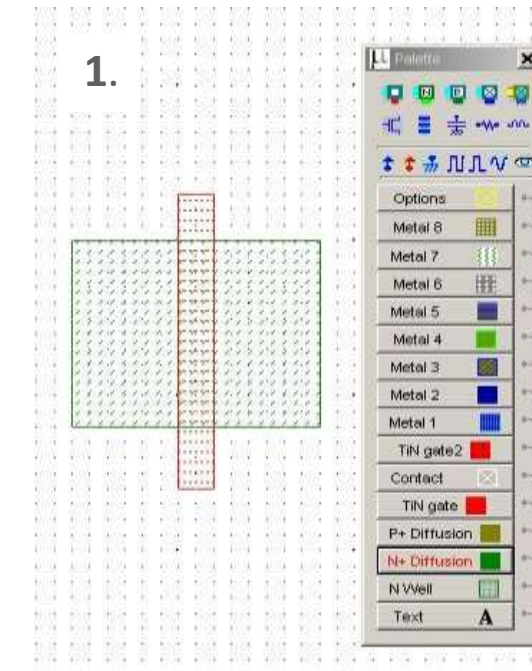 1.
Palette
Options
Metal 8
Metal 7
Metal 6
Metal 5
Metal 4
Metal 3
Metal 2
Metal 1
TiN gate2
Contact
TiN gate
P+ Diffusion
N+ Diffusion
N Well
Text A